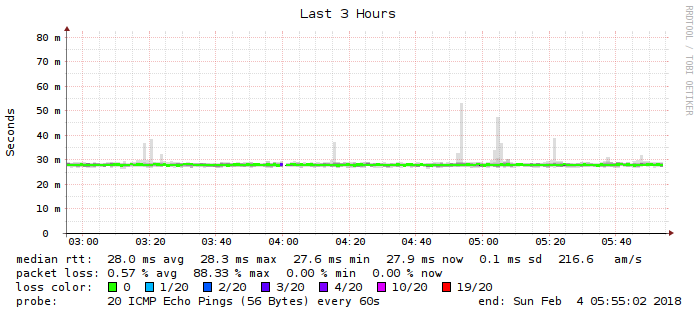 Last 3 Hours
RRDTOOL / TOBI OETIKER
Seconds
80 m
70 m
60 m
50 m
40 m
30 m
20 m
10 m
0
03:00 03:20 03:40 04:00 04:20 04:40 05:00 05:20 05:40
median rtt: 28.0 ms avg 28.3 ms max 27.6 ms min 27.9 ms now 0.1 ms sd 216.6 am/s
packet loss: 0.57 % avg 88.33 % max 0.00 % min 0.00 % now
loss color: 0 1/20 2/20 3/20 4/20 10/20 19/20
probe: 20 ICMP Echo Pings (56 Bytes) every 60s end: Sun Feb 4 05:55:02 2018